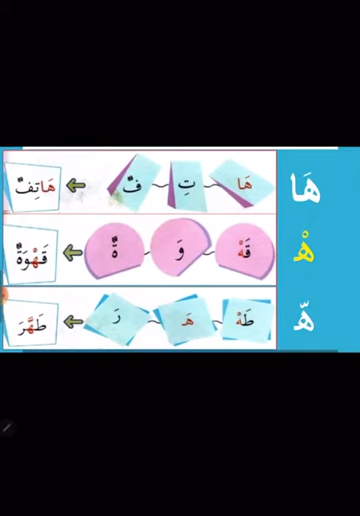 هَا هَا تِ فٌ هَاتِفٌ
هْ قَهْ وَ ةٌ قَهْوَةٌ
هّ طَهْ هَـ رَ طَهَّرَ